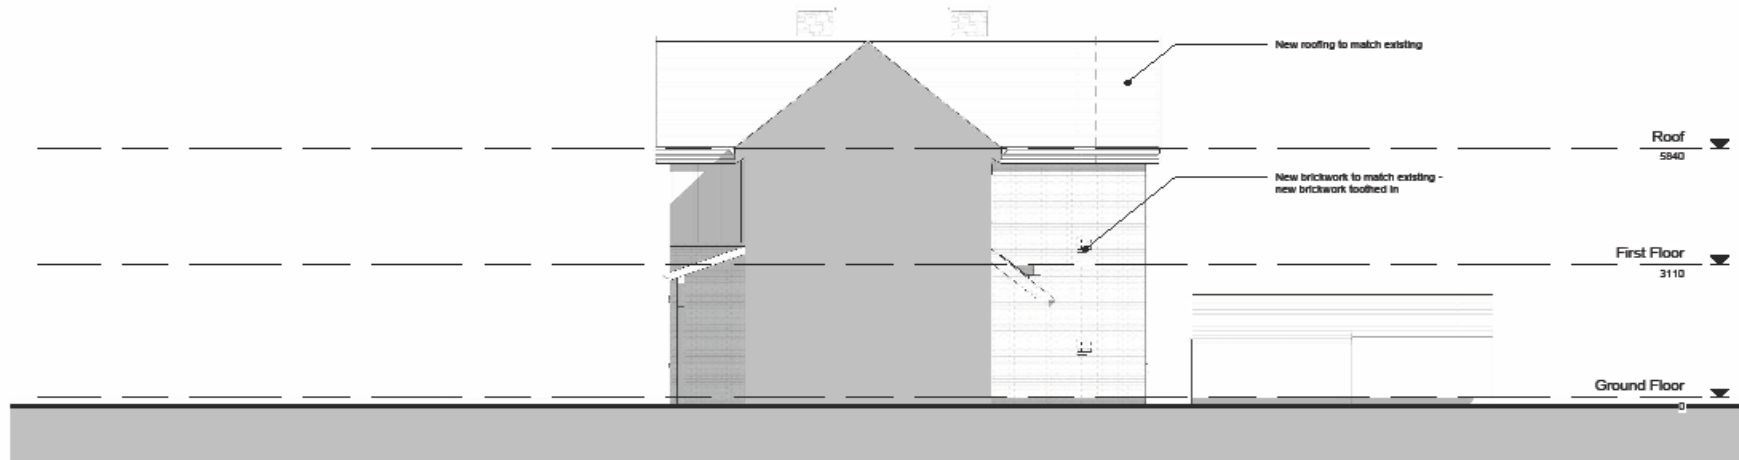 New roofing to match existing
Roof
5840
New brickwork to match existing -
new brickwork toothed in
First Floor
3110
Ground Floor
0